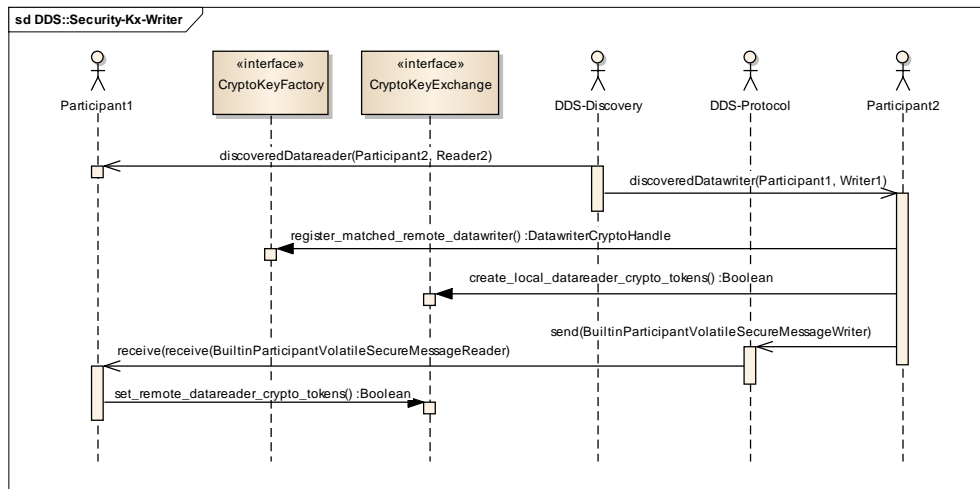 sd DDS::Security-Kx-Writer
«interface»
CryptoKeyFactory
«interface»
CryptoKeyExchange
Participant1
DDS-Discovery
DDS-Protocol
Participant2
discoveredDatareader(Participant2, Reader2)
discoveredDatawriter(Participant1, Writer1)
register_matched_remote_datawriter() :DatawriterCryptoHandle
create_local_datareader_crypto_tokens() :Boolean
send(BuiltinParticipantVolatileSecureMessageWriter)
receive(receive(BuiltinParticipantVolatileSecureMessageReader)
set_remote_datareader_crypto_tokens() :Boolean